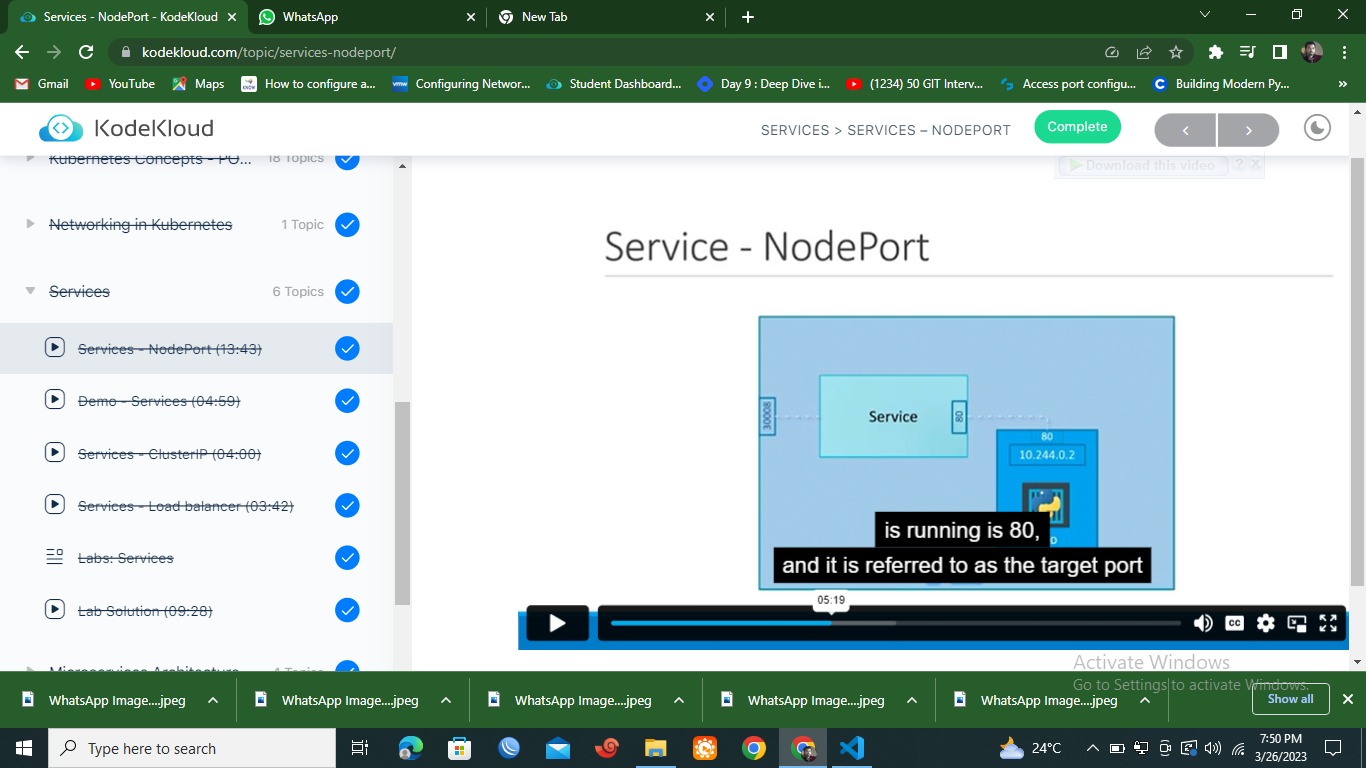 Services - NodePort - KodeKloud
WhatsApp
New Tab
kodekloud.com/topic/services-nodeport/
Gmail
YouTube
Maps
How to configure a...
Configuring Networ...
Student Dashboard...
Day 9 : Deep Dive i...
(1234) 50 GIT Interv...
Access port configu...
Building Modern Py...
»
KodeKloud
SERVICES > SERVICES – NODEPORT
Complete
Kubernetes Concepts - PO...
18 Topics
Download this video
? X
Networking in Kubernetes
1 Topic
Services
6 Topics
Services - NodePort (13:43)
Demo - Services (04:59)
Services - ClusterIP (04:00)
Services - Load balancer (03:42)
Labs: Services
Lab Solution (09:28)
Microservices Architecture
4 Topics
Service - NodePort
30008
Service
80
80
10.244.0.2
D
is running is 80,
and it is referred to as the target port
05:19
CC
Activate Windows
Go to Settings to activate Windows.
WhatsApp Image....jpeg
WhatsApp Image....jpeg
WhatsApp Image....jpeg
WhatsApp Image....jpeg
WhatsApp Image....jpeg
Show all
Type here to search
24°C
7:50 PM
3/26/2023